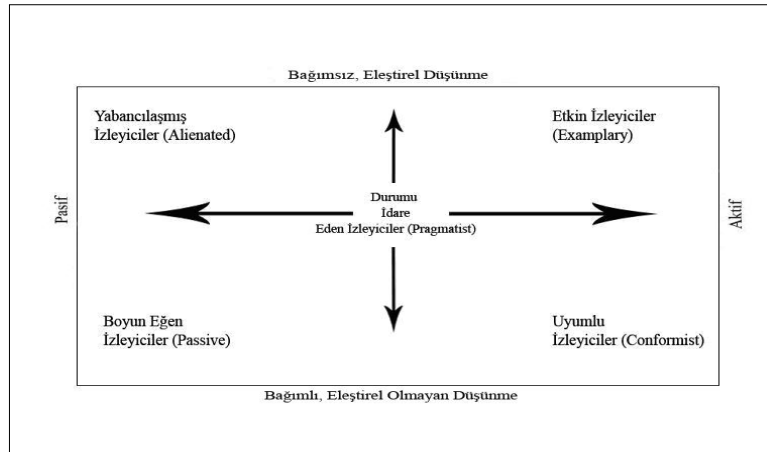 Bağımsız, Eleştirel Düşünme
Yabancılaşmış
İzleyiciler (Alienated)
Etkin İzleyiciler
(Examplary)
Pasif
Durumu
İdare
Eden İzleyiciler (Pragmatist)
Aktif
Boyun Eğen
İzleyiciler (Passive)
Uyumlu
İzleyiciler (Conformist)
Bağımlı, Eleştirel Olmayan Düşünme